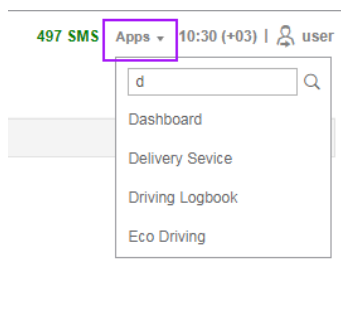 497 SMS Apps 10:30 (+03) | user
d
Dashboard
Delivery Sevice
Driving Logbook
Eco Driving